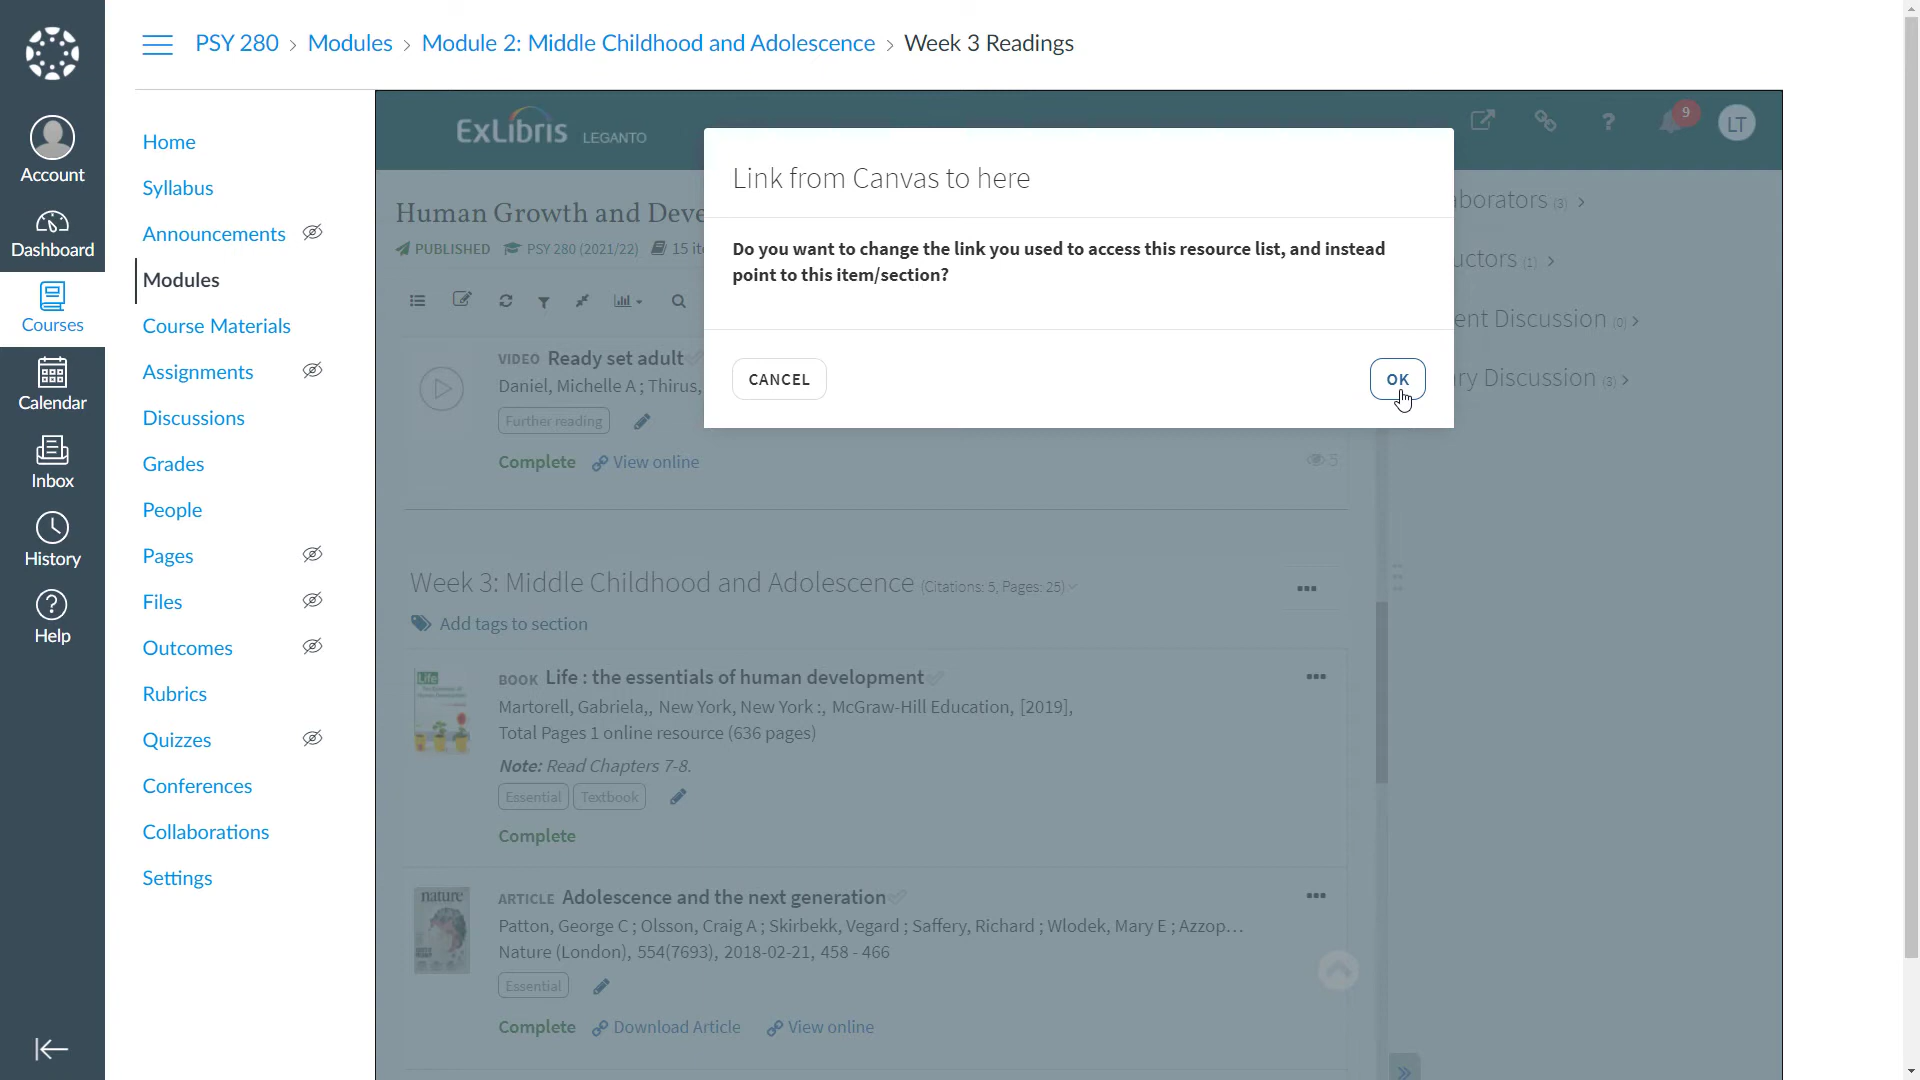 PSY 280 > Modules > Module 2: Middle Childhood and Adolescence > Week 3 Readings
Account
Dashboard
Courses
Calendar
Inbox
History
Help
Home
Syllabus
Announcements
Modules
Course Materials
Assignments
Discussions
Grades
People
Pages
Files
Outcomes
Rubrics
Quizzes
Conferences
Collaborations
Settings
ExLibris LEGANTO
? 9 LT
Human Growth and Deve
PUBLISHED PSY 280 (2021/22) 15 it
Link from Canvas to here
Do you want to change the link you used to access this resource list, and instead
point to this item/section?
CANCEL OK
VIDEO Ready set adult
Daniel, Michelle A ; Thirus,
Further reading
Complete View online
5
Week 3: Middle Childhood and Adolescence (Citations: 5, Pages: 25)
Add tags to section
Life
BOOK Life : the essentials of human development
Martorell, Gabriela,, New York, New York :, McGraw-Hill Education, [2019],
Total Pages 1 online resource (636 pages)
Note: Read Chapters 7-8.
Essential Textbook
Complete
nature
ARTICLE Adolescence and the next generation
Patton, George C ; Olsson, Craig A ; Skirbekk, Vegard ; Saffery, Richard ; Wlodek, Mary E ; Azzop...
Nature (London), 554(7693), 2018-02-21, 458 - 466
Essential
Complete Download Article View online
borators (3) >
uctors (1) >
ent Discussion (0) >
ry Discussion (3) >